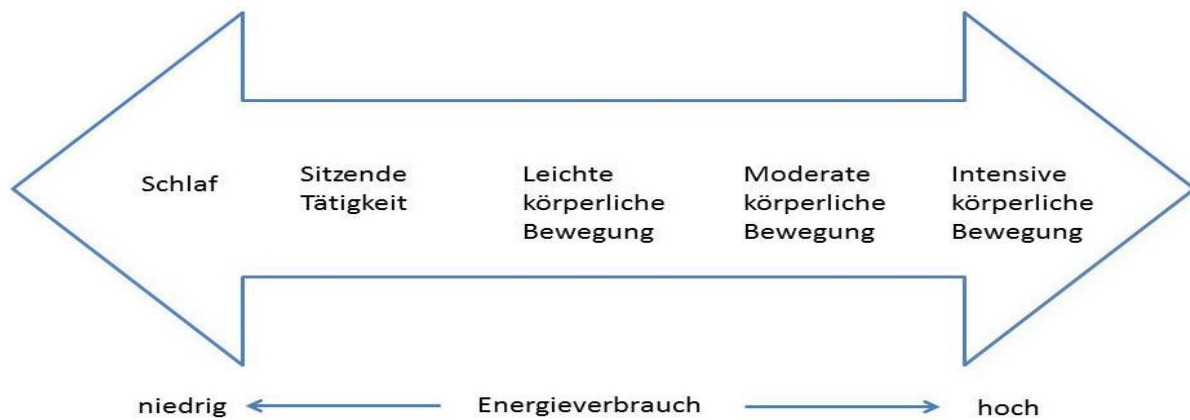 Schlaf
Sitzende
Tätigkeit
Leichte
körperliche
Bewegung
Moderate
körperliche
Bewegung
Intensive
körperliche
Bewegung
niedrig
Energieverbrauch
hoch